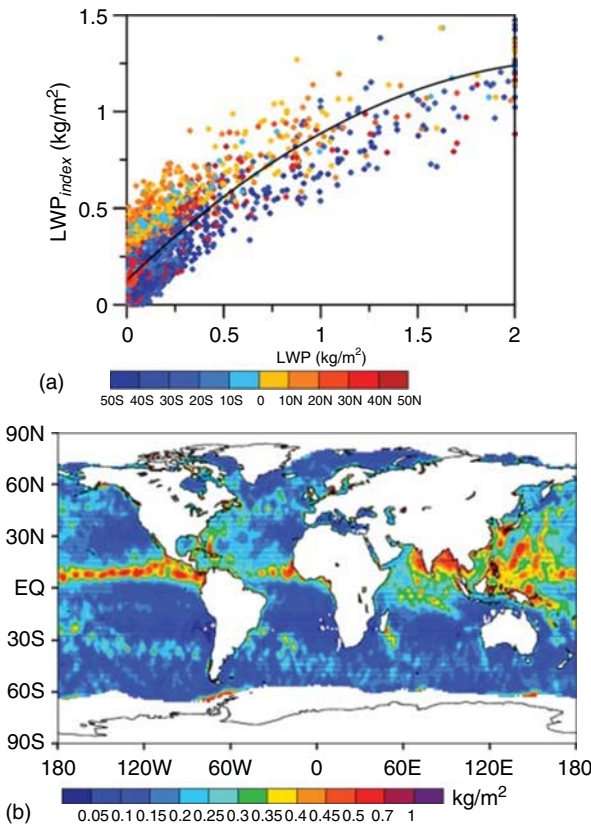 1.5
1
0.5
0
LWPindex (kg/m2)
0 0.5 1 1.5 2
LWP (kg/m2)
(a)
50S 40S 30S 20S 10S 0 10N 20N 30N 40N 50N
90N
60N
30N
EQ
30S
60S
90S
180 120W 60W 0 60E 120E 180
kg/m2
0.05 0.1 0.15 0.2 0.25 0.3 0.35 0.4 0.45 0.5 0.7 1
(b)